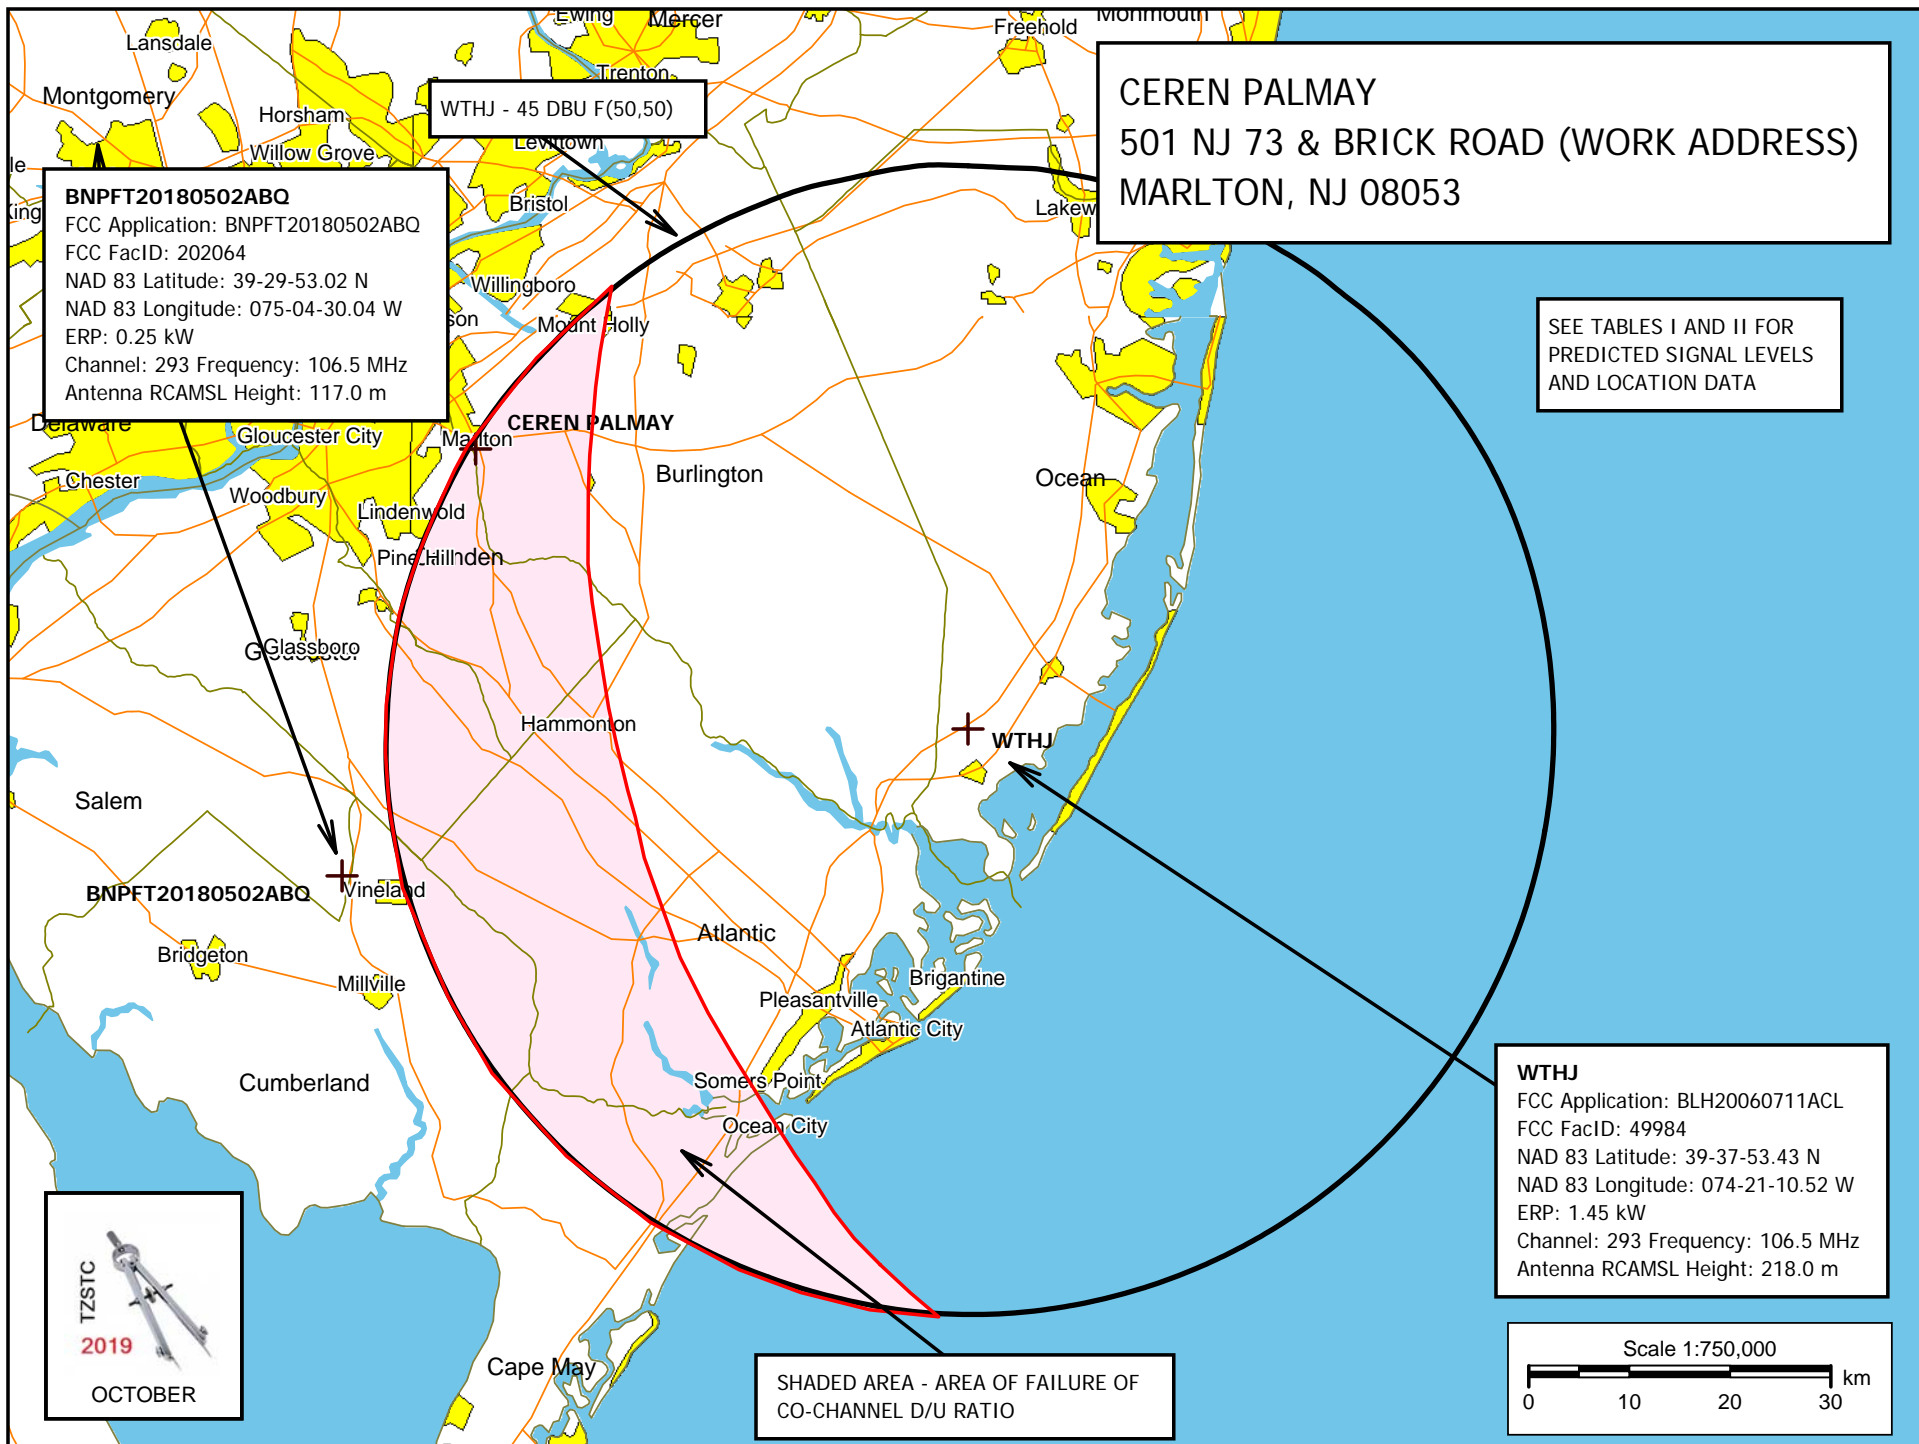 Ewing
Mercer
Monmouth
Freehold
Lansdale
Trenton
Montgomery
Horsham
Willow Grove
Levittown
WTHJ - 45 DBU F(50,50)
CEREN PALMAY
501 NJ 73 & BRICK ROAD (WORK ADDRESS)
MARLTON, NJ 08053
le
King
Bristol
Lakew
BNPFT20180502ABQ
FCC Application: BNPFT20180502ABQ
FCC FacID: 202064
NAD 83 Latitude: 39-29-53.02 N
NAD 83 Longitude: 075-04-30.04 W
ERP: 0.25 kW
Channel: 293 Frequency: 106.5 MHz
Antenna RCAMSL Height: 117.0 m
Willingboro
son
Mount Holly
SEE TABLES I AND II FOR
PREDICTED SIGNAL LEVELS
AND LOCATION DATA
Delaware
Gloucester City
Marlton
CEREN PALMAY
Chester
Woodbury
Burlington
Ocean
Lindenwold
Pine Hill
nden
Glassboro
Gloucester
Hammonton
WTHJ
Salem
BNPFT20180502ABQ
Vineland
Atlantic
Bridgeton
Millville
Brigantine
Pleasantville
Atlantic City
Cumberland
Somers Point
Ocean City
WTHJ
FCC Application: BLH20060711ACL
FCC FacID: 49984
NAD 83 Latitude: 39-37-53.43 N
NAD 83 Longitude: 074-21-10.52 W
ERP: 1.45 kW
Channel: 293 Frequency: 106.5 MHz
Antenna RCAMSL Height: 218.0 m
TZSTC
2019
OCTOBER
Cape May
SHADED AREA - AREA OF FAILURE OF
CO-CHANNEL D/U RATIO
Scale 1:750,000
km
0 10 20 30